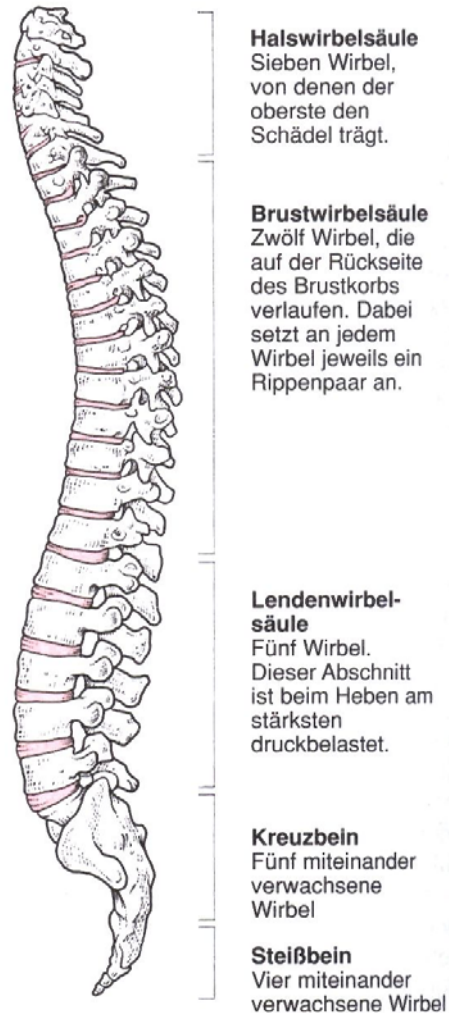 Halswirbelsäule
Sieben Wirbel,
von denen der
oberste den
Schädel trägt.
Brustwirbelsäule
Zwölf Wirbel, die
auf der Rückseite
des Brustkorbs
verlaufen. Dabei
setzt an jedem
Wirbel jeweils ein
Rippenpaar an.
Lendenwirbel-
säule
Fünf Wirbel.
Dieser Abschnitt
ist beim Heben am
stärksten
druckbelastet.
Kreuzbein
Fünf miteinander
verwachsene
Wirbel
Steißbein
Vier miteinander
verwachsene Wirbel